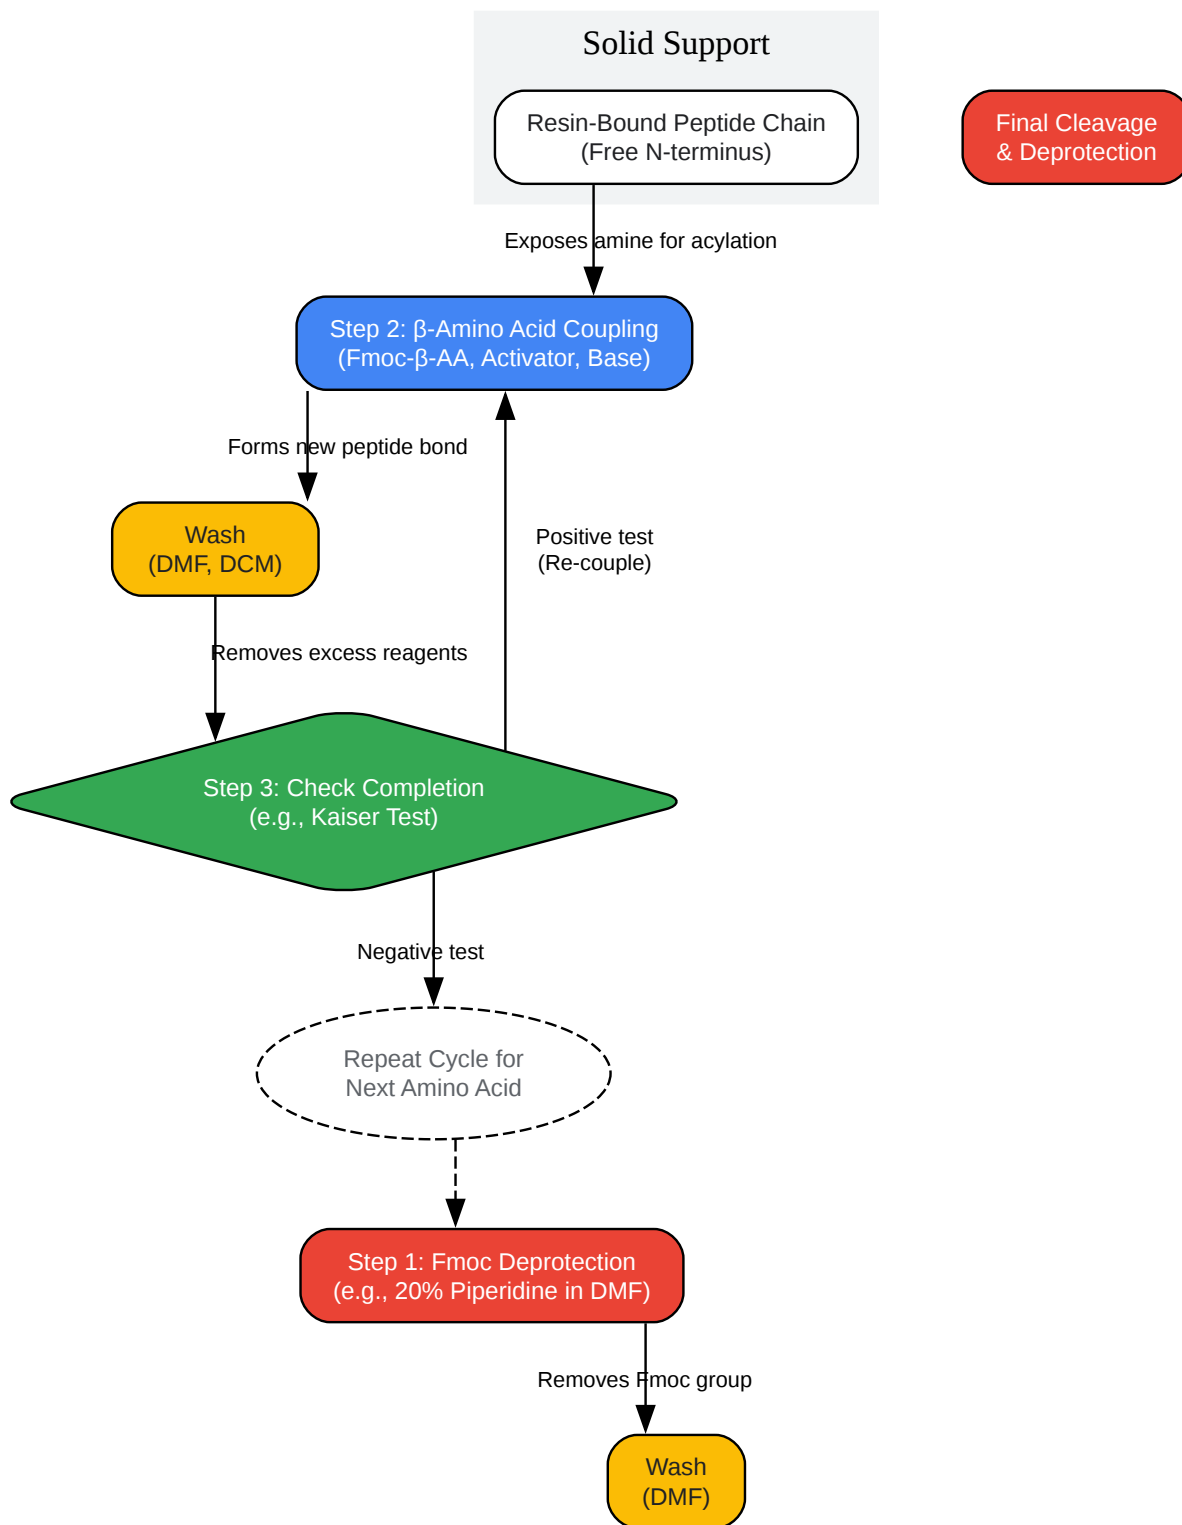 Solid Support
Resin-Bound Peptide Chain
(Free N-terminus)
Final Cleavage
& Deprotection
Exposes amine for acylation
Step 2: β-Amino Acid Coupling
(Fmoc-β-AA, Activator, Base)
Forms new peptide bond
Wash
(DMF, DCM)
Positive test
(Re-couple)
Removes excess reagents
Step 3: Check Completion
(e.g., Kaiser Test)
Negative test
Repeat Cycle for
Next Amino Acid
Step 1: Fmoc Deprotection
(e.g., 20% Piperidine in DMF)
Removes Fmoc group
Wash
(DMF)